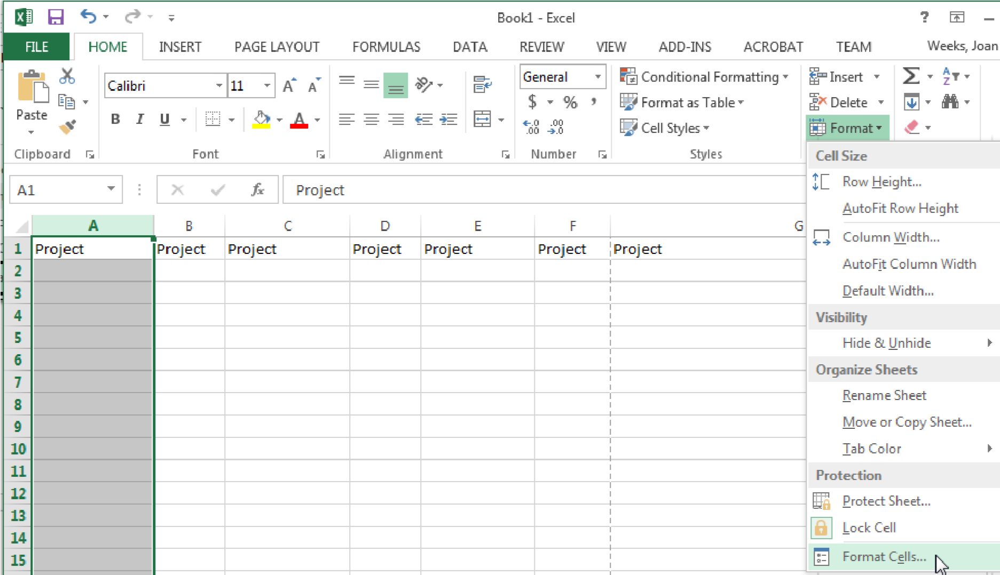 Book1 - Excel
?
FILE HOME INSERT PAGE LAYOUT FORMULAS DATA REVIEW VIEW ADD-INS ACROBAT TEAM Weeks, Joan
Paste
Calibri 11 A A
B I U A
General
$ % ,
Conditional Formatting
Format as Table
Cell Styles
Insert
Delete
Format
Clipboard Font Alignment Number Styles
A1 fx Project
A B C D E F G
1 Project Project Project Project Project Project Project
2
3
4
5
6
7
8
9
10
11
12
13
14
15
Cell Size
Row Height...
AutoFit Row Height
Column Width...
AutoFit Column Width
Default Width...
Visibility
Hide & Unhide
Organize Sheets
Rename Sheet
Move or Copy Sheet...
Tab Color
Protection
Protect Sheet...
Lock Cell
Format Cells...